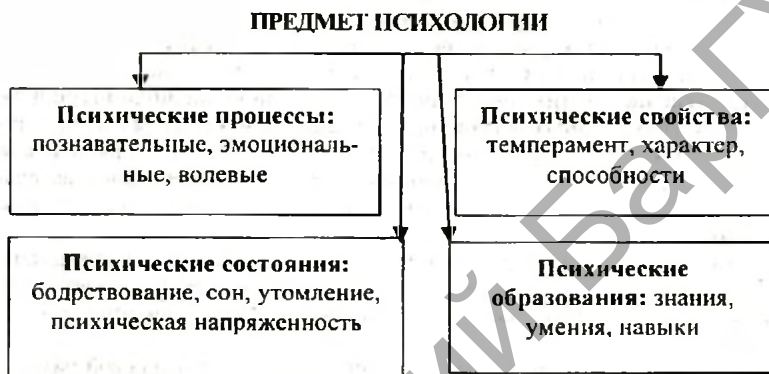 ПРЕДМЕТ ПСИХОЛОГИИ
Психические процессы:
познавательные, эмоциональ-
ные, волевые
Психические свойства:
темперамент, характер,
способности
Психические состояния:
бодрствование, сон, утомление,
психическая напряженность
Психические
образования: знания,
умения, навыки